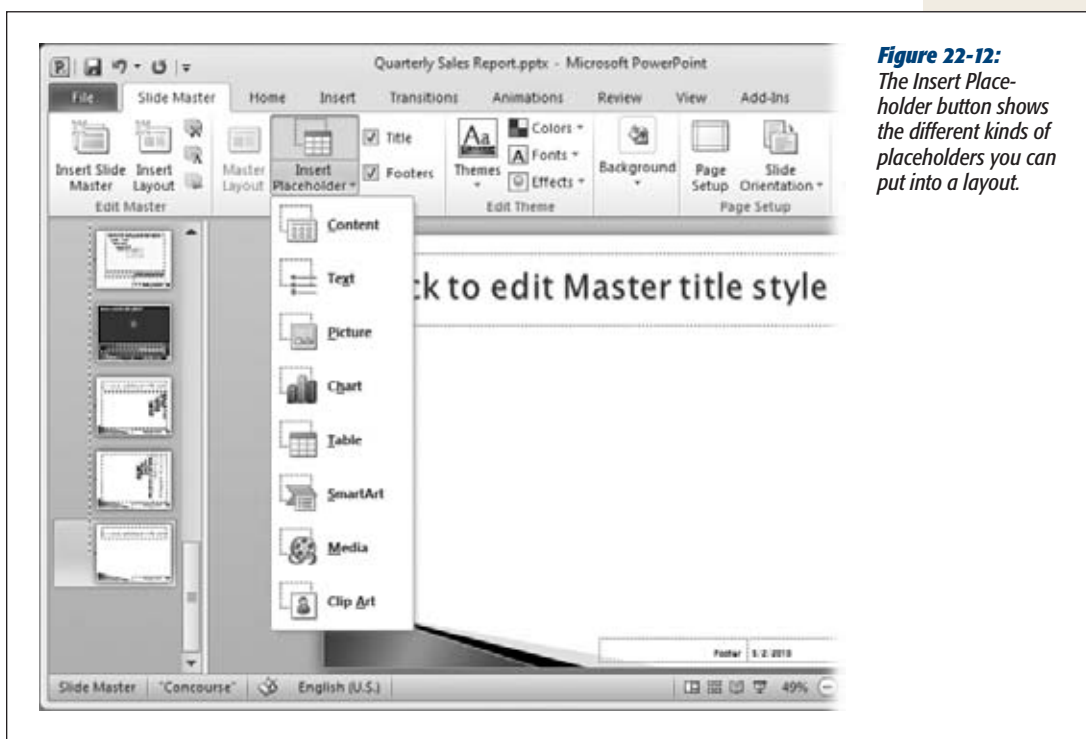 Quarterly Sales Report.pptx - Microsoft PowerPoint
File Slide Master Home Insert Transitions Animations Review View Add-Ins
Insert Slide Master
Insert Layout
Master Layout
Insert Placeholder
Title
Footers
Themes
Colors
Fonts
Effects
Background
Page Setup
Slide Orientation
Edit Master
Edit Theme
Page Setup
Content
Text
Picture
Chart
Table
SmartArt
Media
Clip Art
ck to edit Master title style
Footer
Slide Master "Concourse" English (U.S.) 49%
Figure 22-12:
The Insert Place-
holder button shows
the different kinds of
placeholders you can
put into a layout.